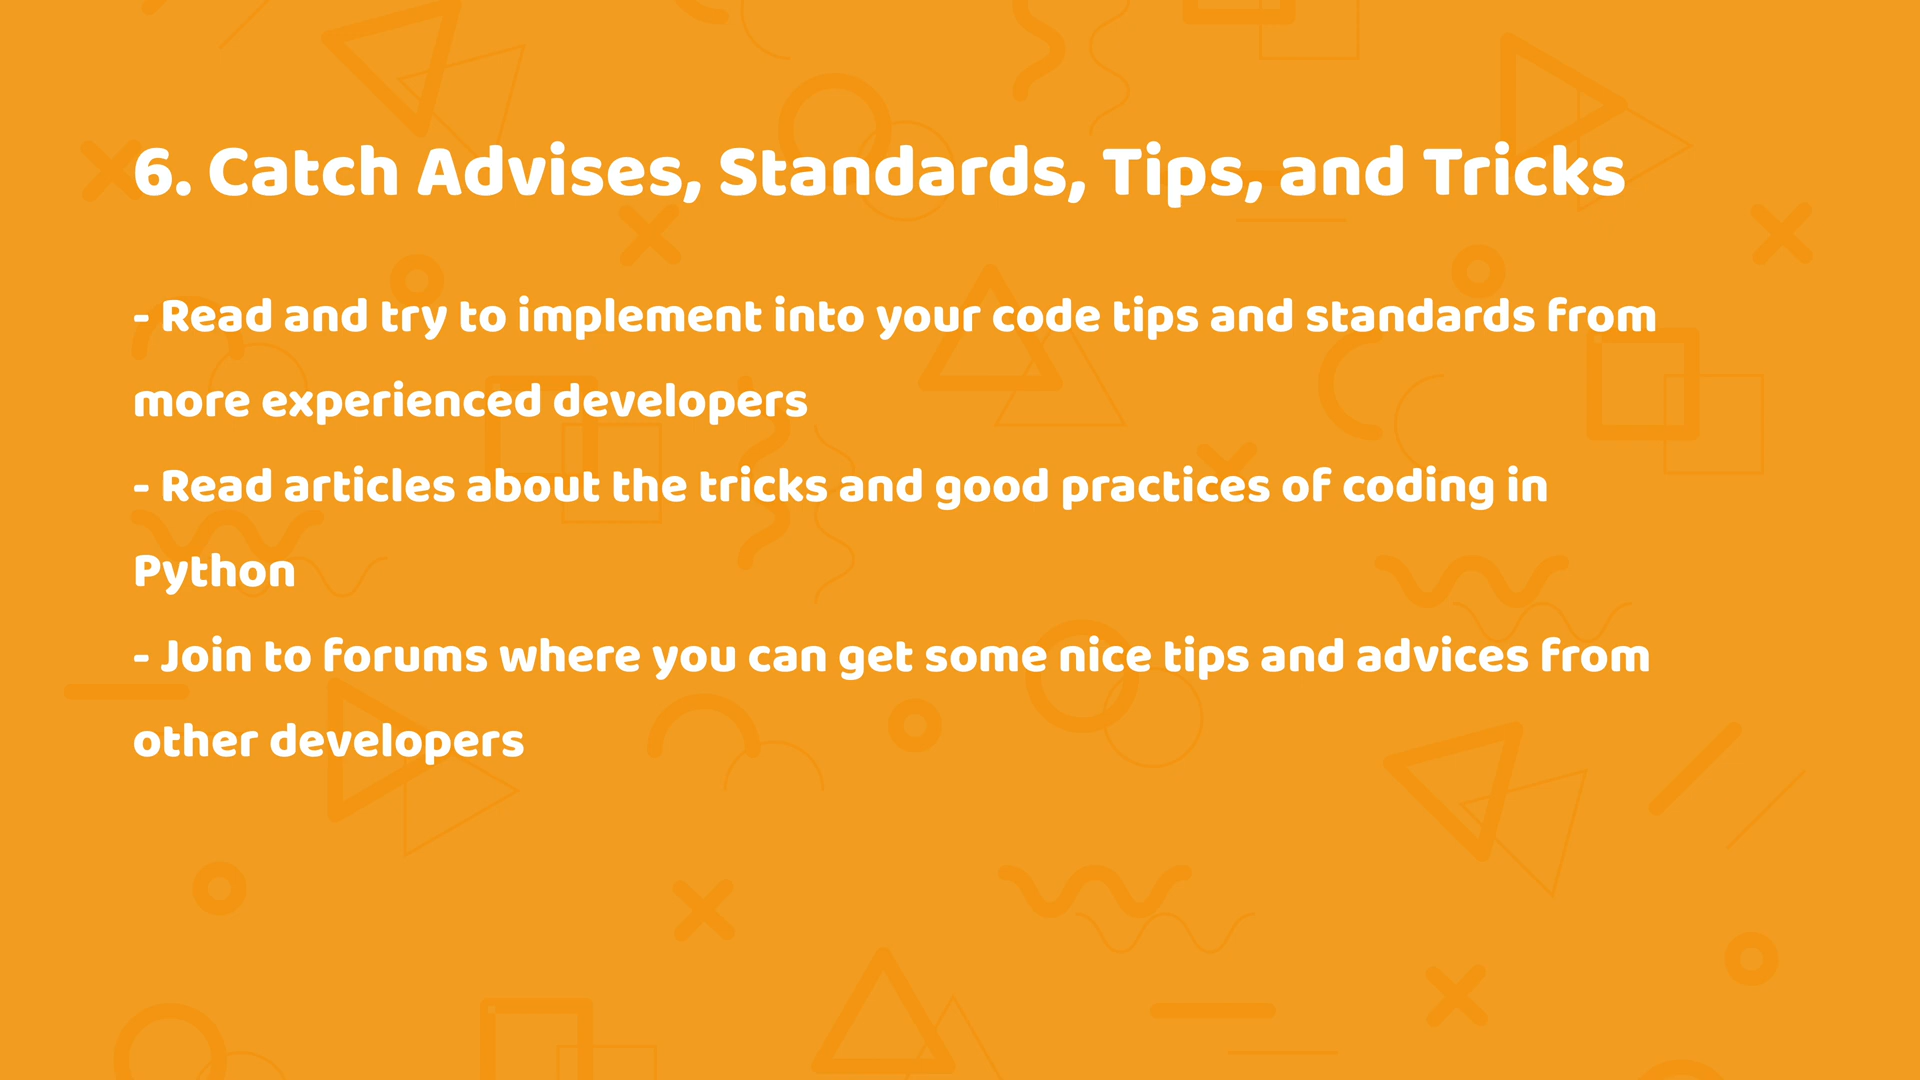 6. Catch Advises, Standards, Tips, and Tricks
- Read and try to implement into your code tips and standards from
more experienced developers
- Read articles about the tricks and good practices of coding in
Python
- Join to forums where you can get some nice tips and advices from
other developers